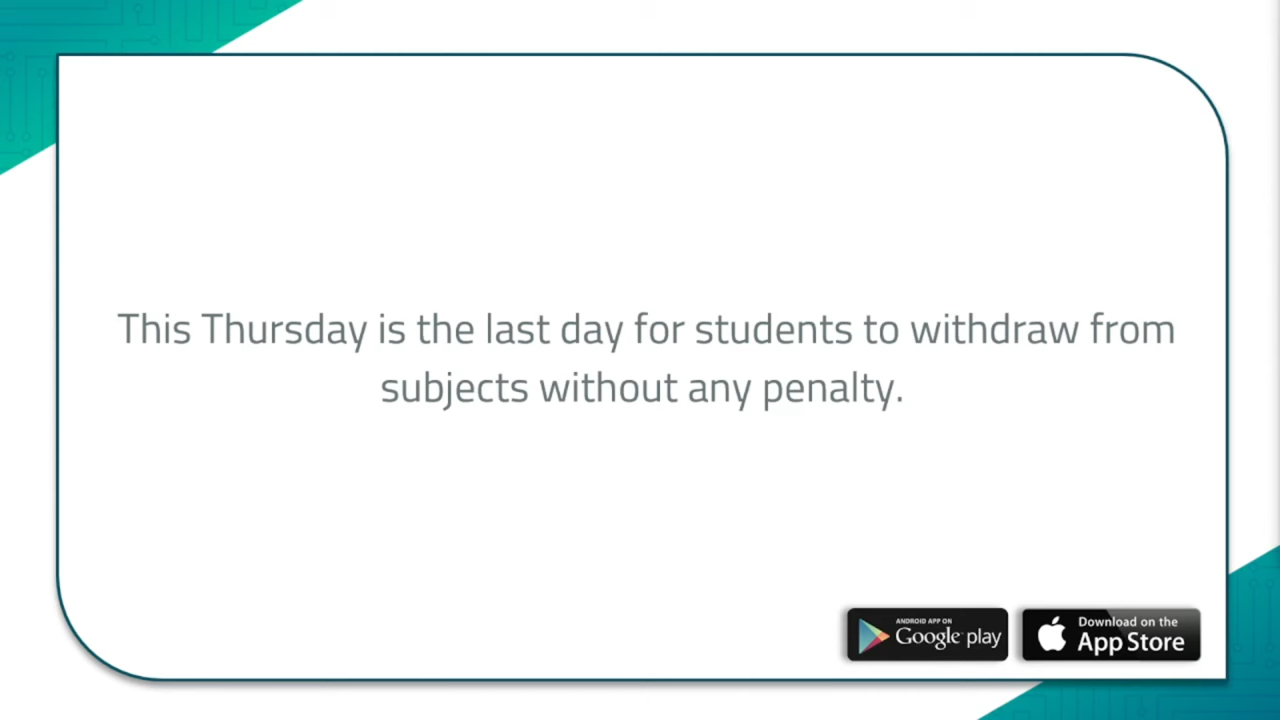 This Thursday is the last day for students to withdraw from
subjects without any penalty.
ANDROID APP ON
Google play
Download on the
App Store